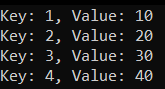 Key: 1, Value: 10
Key: 2, Value: 20
Key: 3, Value: 30
Key: 4, Value: 40